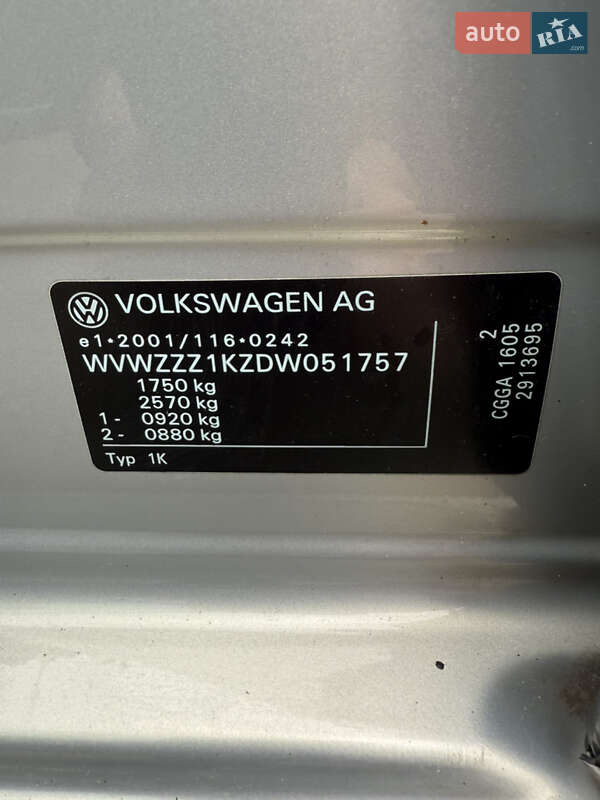 auto RIA .com
VOLKSWAGEN AG
e1*2001/116*0242
WVWZZZ1KZDW051757
1750 kg
2570 kg
1- 0920 kg
2- 0880 kg
Typ 1K
2
CGGA 1605
2913695